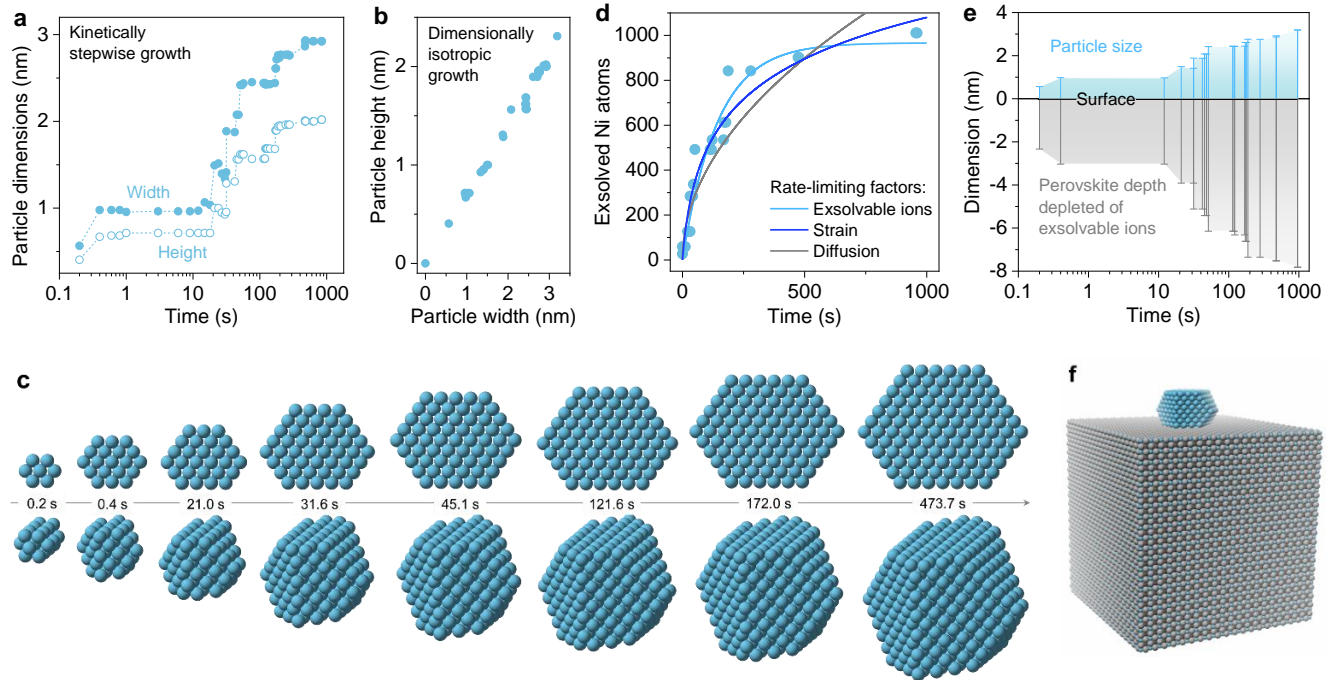 a
Kinetically
stepwise growth
Particle dimensions (nm)
3
2
1
Width
Height
0.1
1
10
100
1000
Time (s)
b
Dimensionally
isotropic
growth
Particle height (nm)
2
1
0
0
1
2
3
Particle width (nm)
d
Exsolved Ni atoms
1000
800
600
400
200
0
Rate-limiting factors:
Exsolvable ions
Strain
Diffusion
0
500
1000
Time (s)
e
Dimension (nm)
4
2
0
-2
-4
-6
-8
Particle size
Surface
Perovskite depth
depleted of
exsolvable ions
0.1
1
10
100
1000
Time (s)
c
0.2 s
0.4 s
21.0 s
31.6 s
45.1 s
121.6 s
172.0 s
473.7 s
f